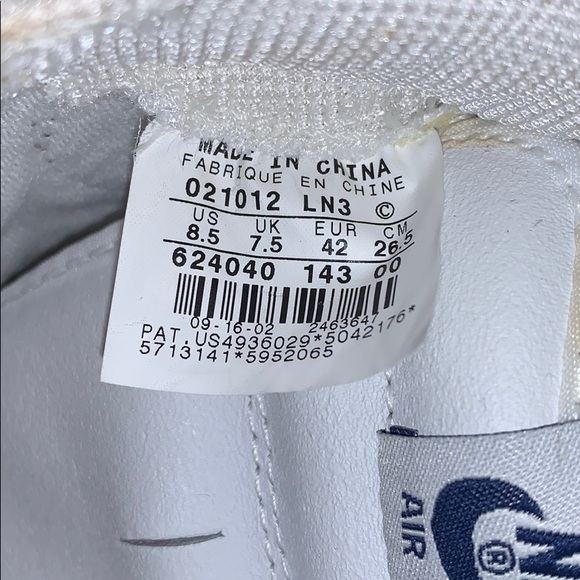 MADE IN CHINA
FABRIQUE EN CHINE
021012 LN3 ©
US UK EUR CM
8.5 7.5 42 26.5
624040 143 00
09-16-02 2463647
PAT.US4936029*5042176*
5713141*5952065
AIR
®